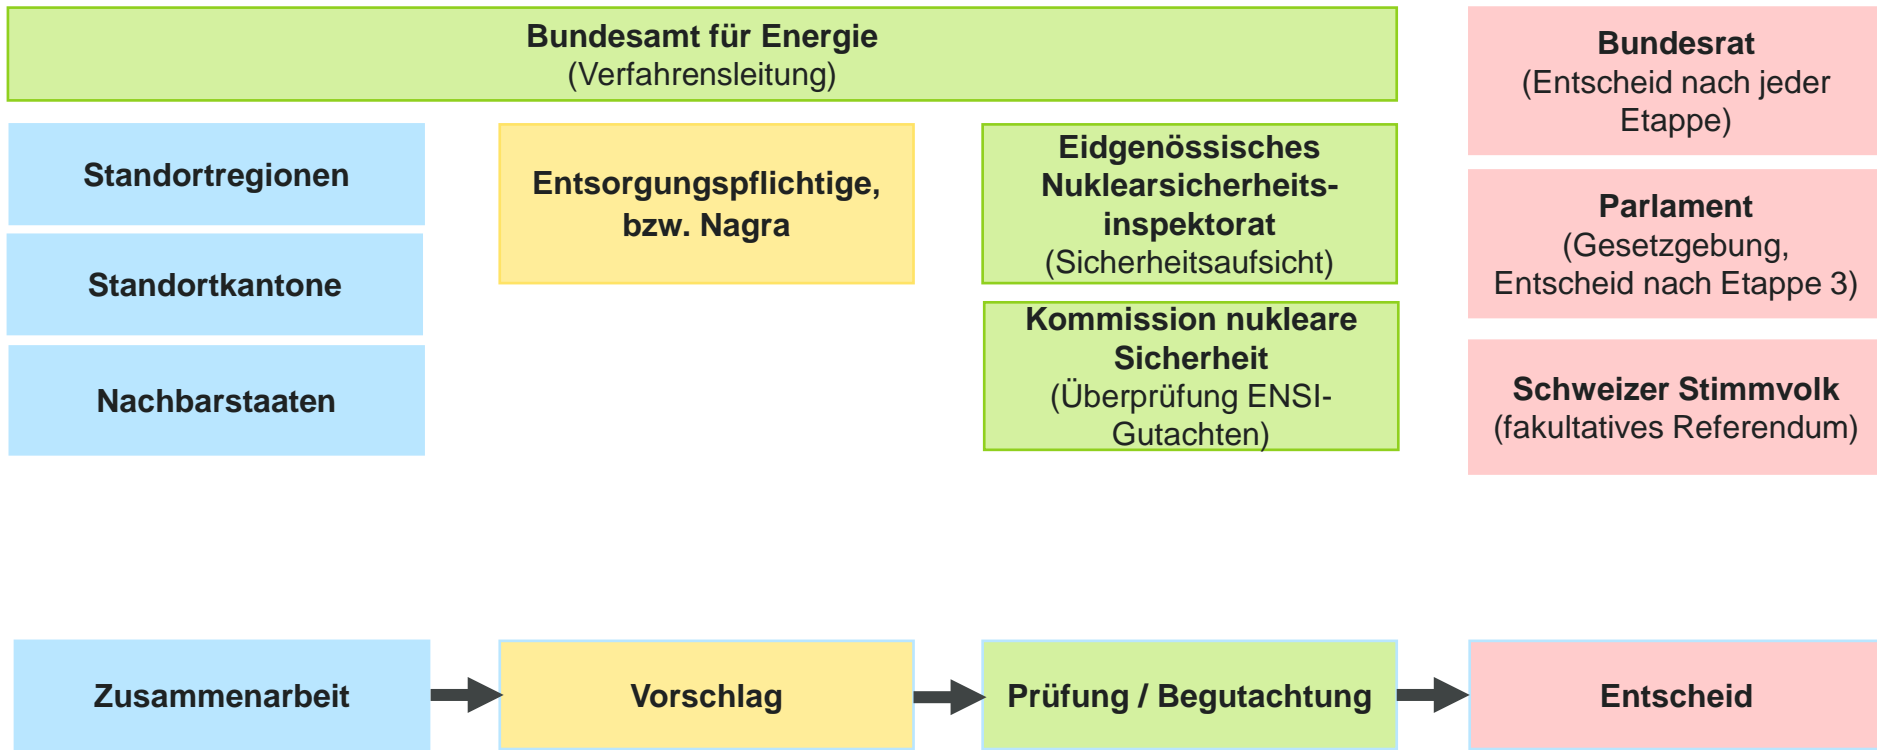 Bundesamt für Energie
(Verfahrensleitung)
Standortregionen
Standortkantone
Nachbarstaaten
Entsorgungspflichtige,
bzw. Nagra
Eidgenössisches
Nuklearsicherheits-
inspektorat
(Sicherheitsaufsicht)
Kommission nukleare
Sicherheit
(Überprüfung ENSI-
Gutachten)
Bundesrat
(Entscheid nach jeder
Etappe)
Parlament
(Gesetzgebung,
Entscheid nach Etappe 3)
Schweizer Stimmvolk
(fakultatives Referendum)
Zusammenarbeit
Vorschlag
Prüfung / Begutachtung
Entscheid